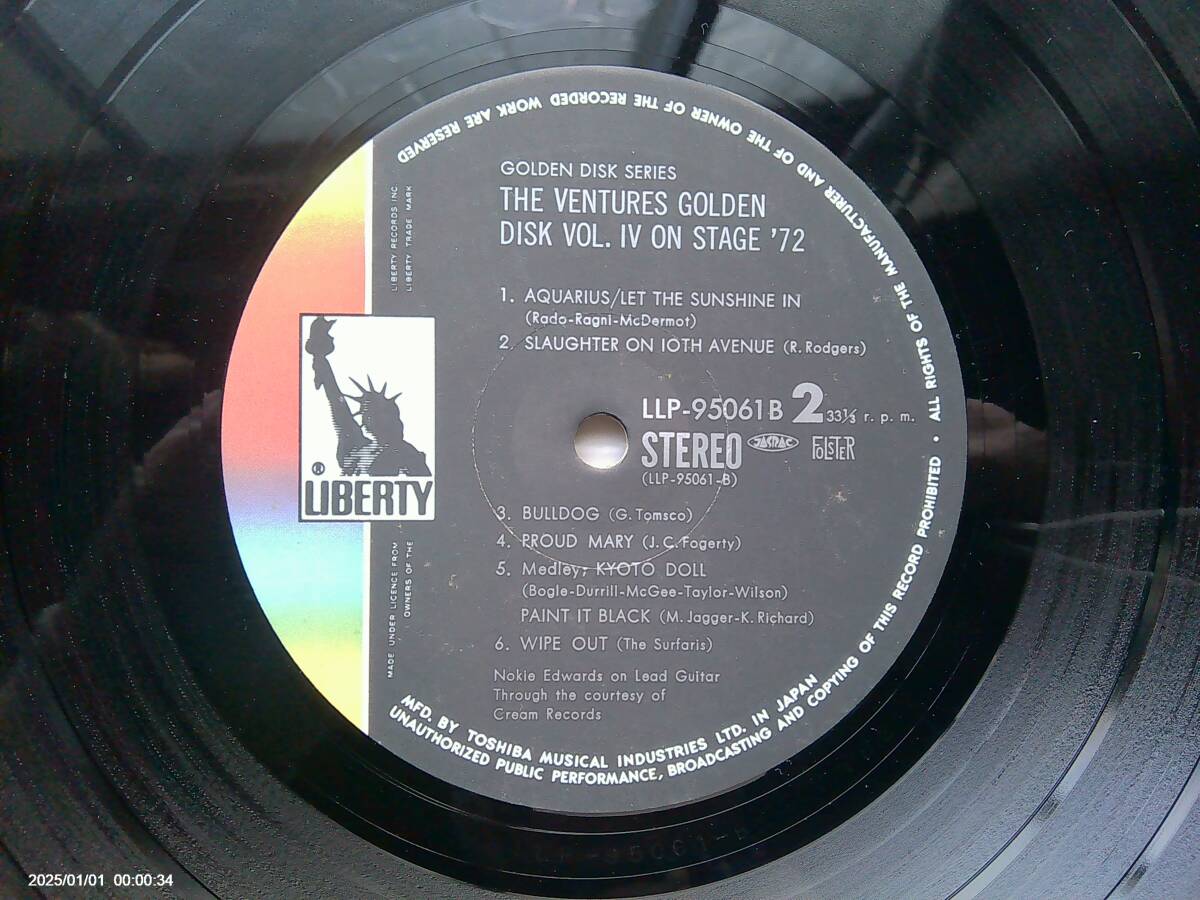 GOLDEN DISK SERIES
THE VENTURES GOLDEN
DISK VOL. IV ON STAGE '72
1. AQUARIUS/LET THE SUNSHINE IN
(Rado-Ragni-McDermot)
2. SLAUGHTER ON 10TH AVENUE (R. Rodgers)
LLP-95061B 2 33⅓ r. p. m.
STEREO JASRAC FOLSTER
(LLP-95061-B)
3. BULLDOG (G. Tomsco)
4. PROUD MARY (J. C. Fogerty)
5. Medley; KYOTO DOLL
(Bogle-Durrill-McGee-Taylor-Wilson)
PAINT IT BLACK (M. Jagger-K. Richard)
6. WIPE OUT (The Surfaris)
Nokie Edwards on Lead Guitar
Through the courtesy of
Cream Records
® LIBERTY
LIBERTY RECORDS INC
LIBERTY TRADE MARK
MADE UNDER LICENCE FROM
OWNERS OF THE
MFD. BY TOSHIBA MUSICAL INDUSTRIES LTD. IN JAPAN
UNAUTHORIZED PUBLIC PERFORMANCE, BROADCASTING AND COPYING OF THIS RECORD PROHIBITED • ALL RIGHTS OF THE MANUFACTURER AND OF THE OWNER OF THE RECORDED WORK ARE RESERVED
2025/01/01 00:00:34